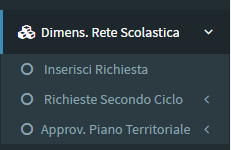 Dimens. Rete Scolastica
Inserisci Richiesta
Richieste Secondo Ciclo
Approv. Piano Territoriale